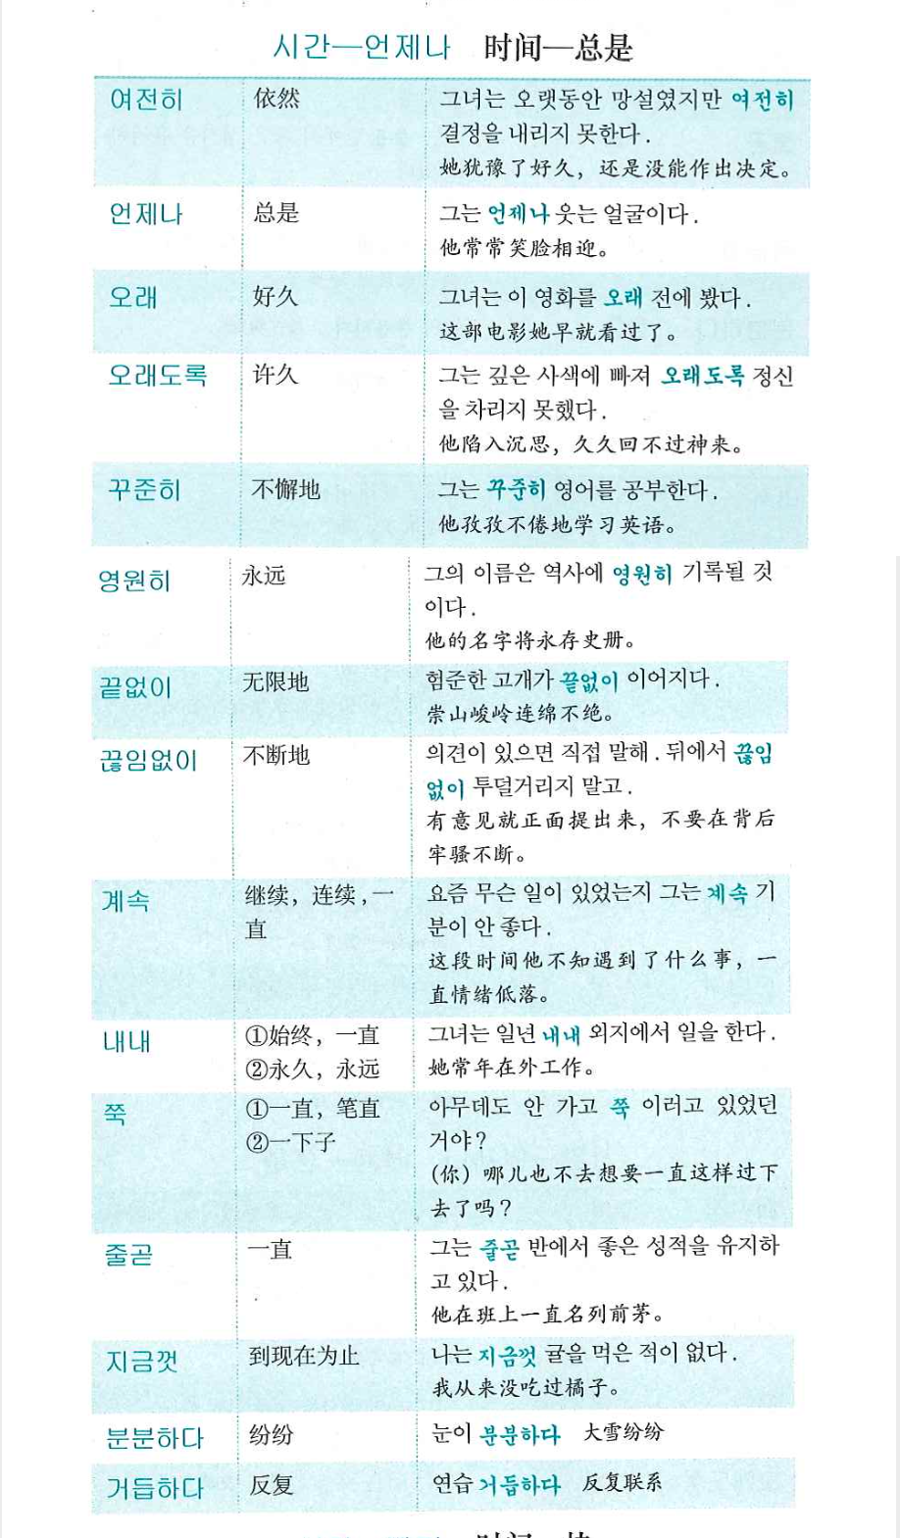 시간—언제나 时间—总是
여전히 依然 그녀는 오랫동안 망설였지만 여전히
결정을 내리지 못한다.
她犹豫了好久，还是没能作出决定。
언제나 总是 그는 언제나 웃는 얼굴이다.
他常常笑脸相迎。
오래 好久 그녀는 이 영화를 오래 전에 봤다.
这部电影她早就看过了。
오래도록 许久 그는 깊은 사색에 빠져 오래도록 정신
을 차리지 못했다.
他陷入沉思，久久回不过神来。
꾸준히 不懈地 그는 꾸준히 영어를 공부한다.
他孜孜不倦地学习英语。
영원히 永远 그의 이름은 역사에 영원히 기록될 것
이다.
他的名字将永存史册。
끝없이 无限地 험준한 고개가 끝없이 이어지다.
崇山峻岭连绵不绝。
끊임없이 不断地 의견이 있으면 직접 말해. 뒤에서 끊임
없이 투덜거리지 말고.
有意见就正面提出来，不要在背后
牢骚不断。
계속 继续，连续，一 요즘 무슨 일이 있었는지 그는 계속 기
直 분이 안 좋다.
这段时间他不知遇到了什么事，一
直情绪低落。
내내 ①始终，一直 그녀는 일년 내내 외지에서 일을 한다.
②永久，永远 她常年在外工作。
쭉 ①一直，笔直 아무데도 안 가고 쭉 이러고 있었던
②一下子 거야?
（你）哪儿也不去想要一直这样过下
去了吗？
줄곧 一直 그는 줄곧 반에서 좋은 성적을 유지하
고 있다.
他在班上一直名列前茅。
지금껏 到现在为止 나는 지금껏 귤을 먹은 적이 없다.
我从来没吃过橘子。
분분하다 纷纷 눈이 분분하다 大雪纷纷
거듭하다 反复 연습 거듭하다 反复联系